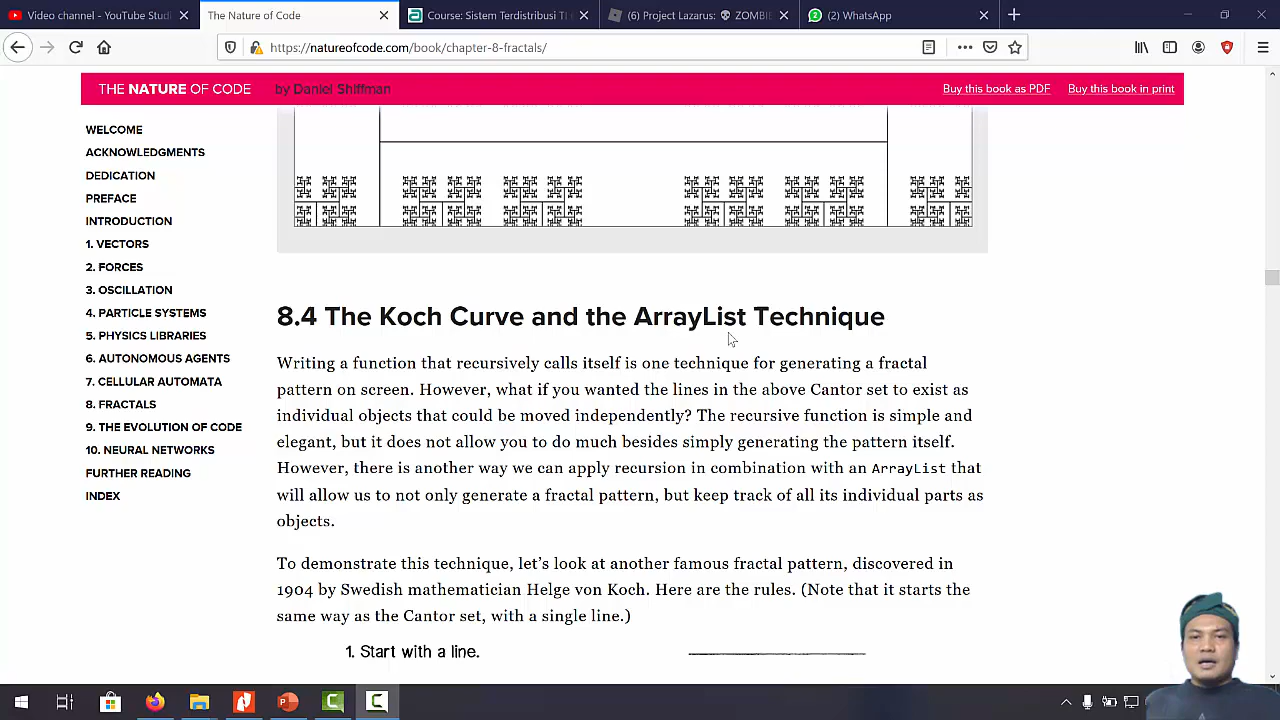 Video channel - YouTube Studi
The Nature of Code
Course: Sistem Terdistribusi TI
(6) Project Lazarus: 💀 ZOMBIE
(2) WhatsApp
https://natureofcode.com/book/chapter-8-fractals/
THE NATURE OF CODE by Daniel Shiffman
Buy this book as PDF
Buy this book in print
WELCOME
ACKNOWLEDGMENTS
DEDICATION
PREFACE
INTRODUCTION
1. VECTORS
2. FORCES
3. OSCILLATION
4. PARTICLE SYSTEMS
5. PHYSICS LIBRARIES
6. AUTONOMOUS AGENTS
7. CELLULAR AUTOMATA
8. FRACTALS
9. THE EVOLUTION OF CODE
10. NEURAL NETWORKS
FURTHER READING
INDEX
8.4 The Koch Curve and the ArrayList Technique
Writing a function that recursively calls itself is one technique for generating a fractal
pattern on screen. However, what if you wanted the lines in the above Cantor set to exist as
individual objects that could be moved independently? The recursive function is simple and
elegant, but it does not allow you to do much besides simply generating the pattern itself.
However, there is another way we can apply recursion in combination with an ArrayList that
will allow us to not only generate a fractal pattern, but keep track of all its individual parts as
objects.
To demonstrate this technique, let’s look at another famous fractal pattern, discovered in
1904 by Swedish mathematician Helge von Koch. Here are the rules. (Note that it starts the
same way as the Cantor set, with a single line.)
1. Start with a line.